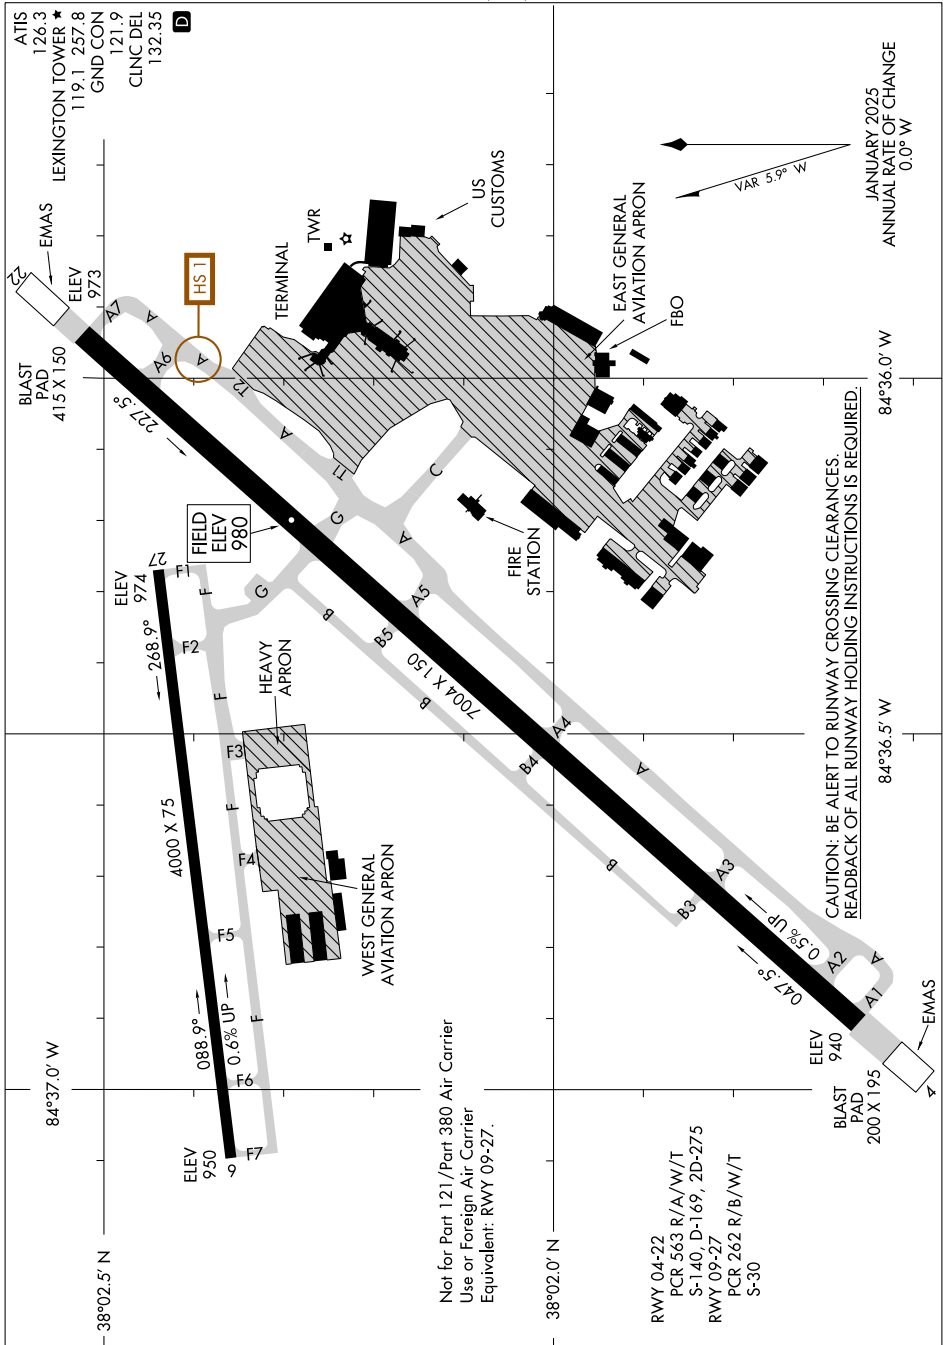 ATIS
126.3
LEXINGTON TOWER ★
119.1 257.8
GND CON
121.9
CLNC DEL
132.35
D
22
EMAS
ELEV
973
BLAST
PAD
415 X 150
A7
A
A6
HS 1
A
T2
227.5°
A
T1
TERMINAL
TWR
US
CUSTOMS
EAST GENERAL
AVIATION APRON
FBO
VAR 5.9° W
JANUARY 2025
ANNUAL RATE OF CHANGE
0.0° W
84°36.0' W
FIELD
ELEV
980
G
C
A
FIRE
STATION
ELEV
974
27
F1
F
G
268.9°
F2
B
B5
A5
F
HEAVY
APRON
B
7004 X 150
F3
A4
B4
84°36.5' W
A
4000 X 75
F
F4
B
A3
B3
WEST GENERAL
AVIATION APRON
F5
088.9°
0.6% UP
F
F6
047.5°
0.5% UP
A2
A
A1
CAUTION: BE ALERT TO RUNWAY CROSSING CLEARANCES.
READBACK OF ALL RUNWAY HOLDING INSTRUCTIONS IS REQUIRED.
84°37.0' W
ELEV
950
9
F7
ELEV
940
EMAS
4
BLAST
PAD
200 X 195
Not for Part 121/Part 380 Air Carrier
Use or Foreign Air Carrier
Equivalent: RWY 09-27.
38°02.5' N
38°02.0' N
RWY 04-22
PCR 563 R/A/W/T
S-140, D-169, 2D-275
RWY 09-27
PCR 262 R/B/W/T
S-30